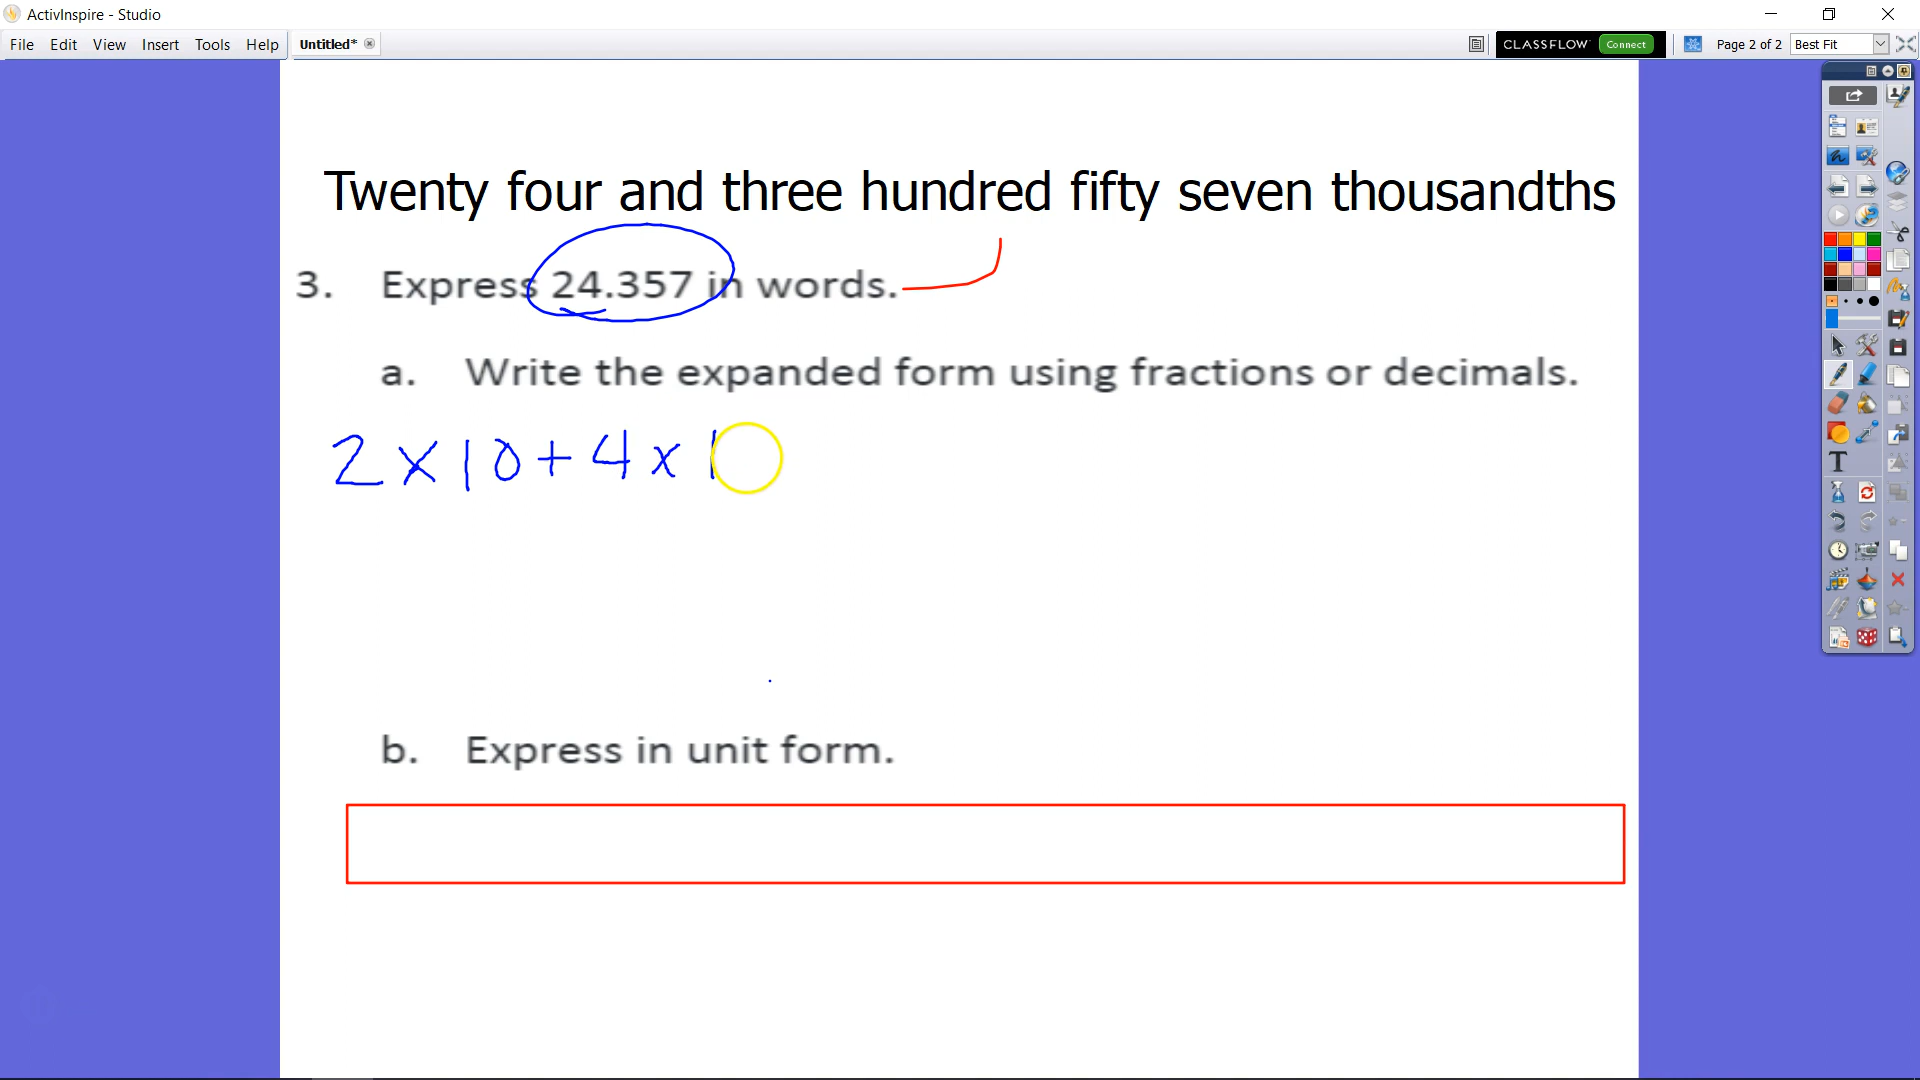 ActivInspire - Studio
File Edit View Insert Tools Help Untitled* CLASSFLOW Connect Page 2 of 2 Best Fit
Twenty four and three hundred fifty seven thousandths
3. Express 24.357 in words.
a. Write the expanded form using fractions or decimals.
2 x 10 + 4 x 1
b. Express in unit form.